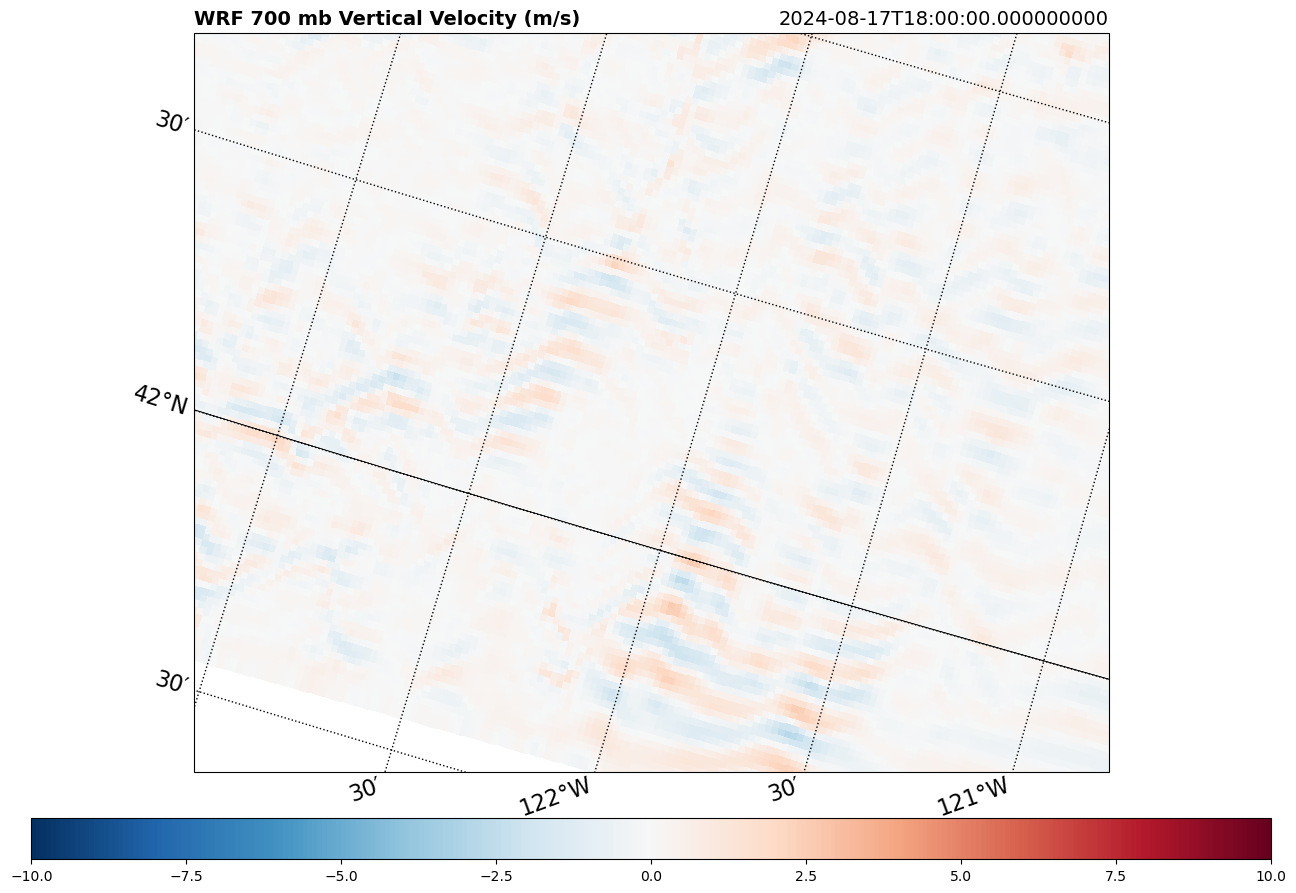 WRF 700 mb Vertical Velocity (m/s)
2024-08-17T18:00:00.000000000
30′
42°N
30′
30′
122°W
30′
121°W
−10.0
−7.5
−5.0
−2.5
0.0
2.5
5.0
7.5
10.0